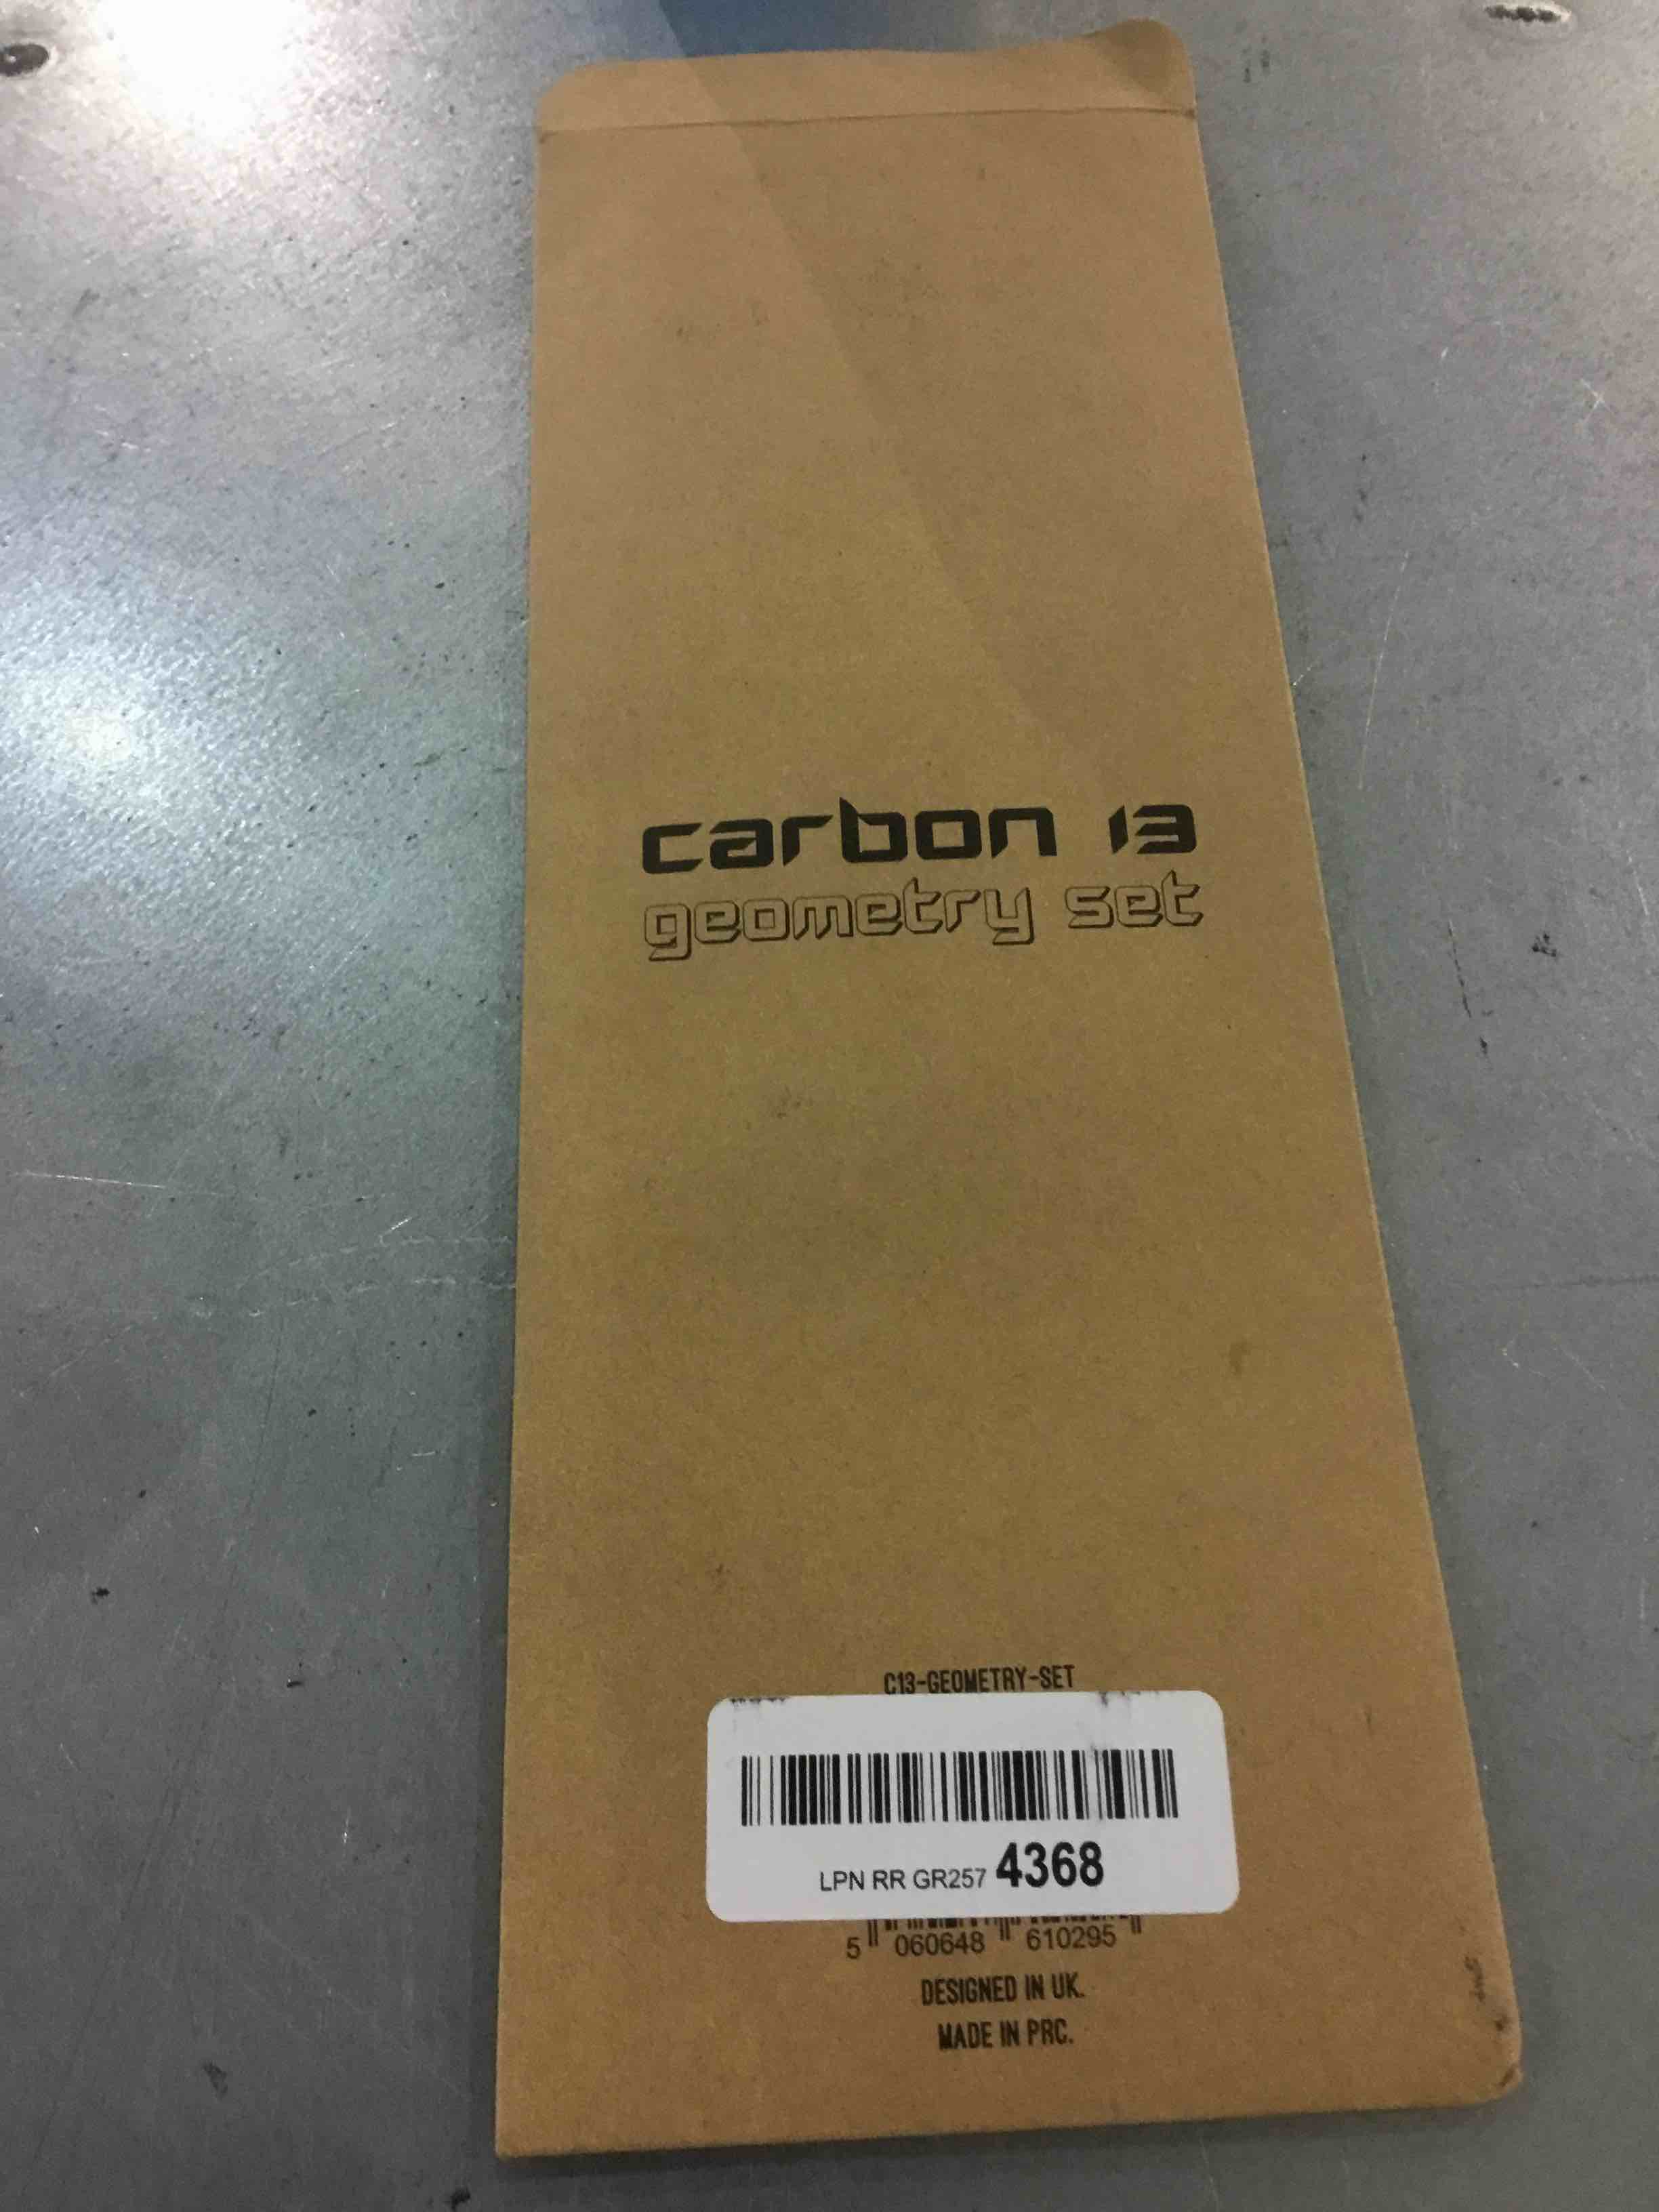 carbon 13
geometry set
C13-GEOMETRY-SET
LPN RR GR257 4368
5 060648 610295
DESIGNED IN UK.
MADE IN PRC.